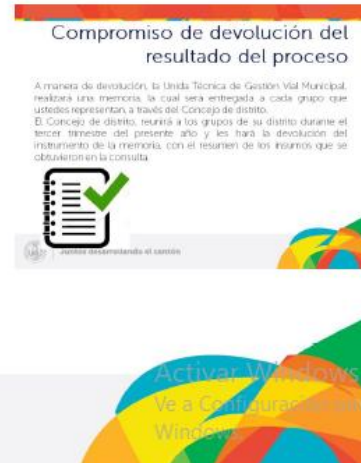 Compromiso de devolución del
resultado del proceso
A manera de devolución, la Unida Técnica de Gestión Vial Municipal,
realizará una memoria, la cual sera entregada a cada grupo que
ustedes representan, a través del Concejo de distrito.
El Concejo de distrito, reunirá a los grupos de su distrito durante el
tercer trimestre del presente año y les hará la devolución del
instrumento de la memoria, con el resumen de los insumos que se
obtuvieron en la consulta.
Juntos desarrollando el cantón
Activar Windows
Ve a Configuración
Windows